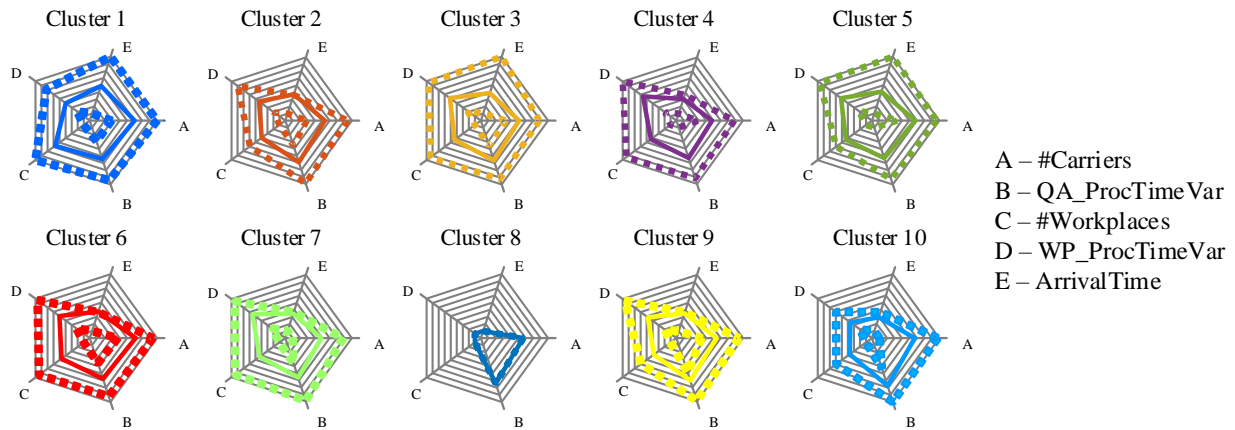 Cluster 1
Cluster 2
Cluster 3
Cluster 4
Cluster 5
E
D
A
C
B
E
D
A
C
B
E
D
A
C
B
E
D
A
C
B
E
D
A
C
B
A – #Carriers
B – QA_ProcTimeVar
C – #Workplaces
D – WP_ProcTimeVar
E – ArrivalTime
Cluster 6
Cluster 7
Cluster 8
Cluster 9
Cluster 10
E
D
A
C
B
E
D
A
C
B
E
D
A
C
B
E
D
A
C
B
E
D
A
C
B